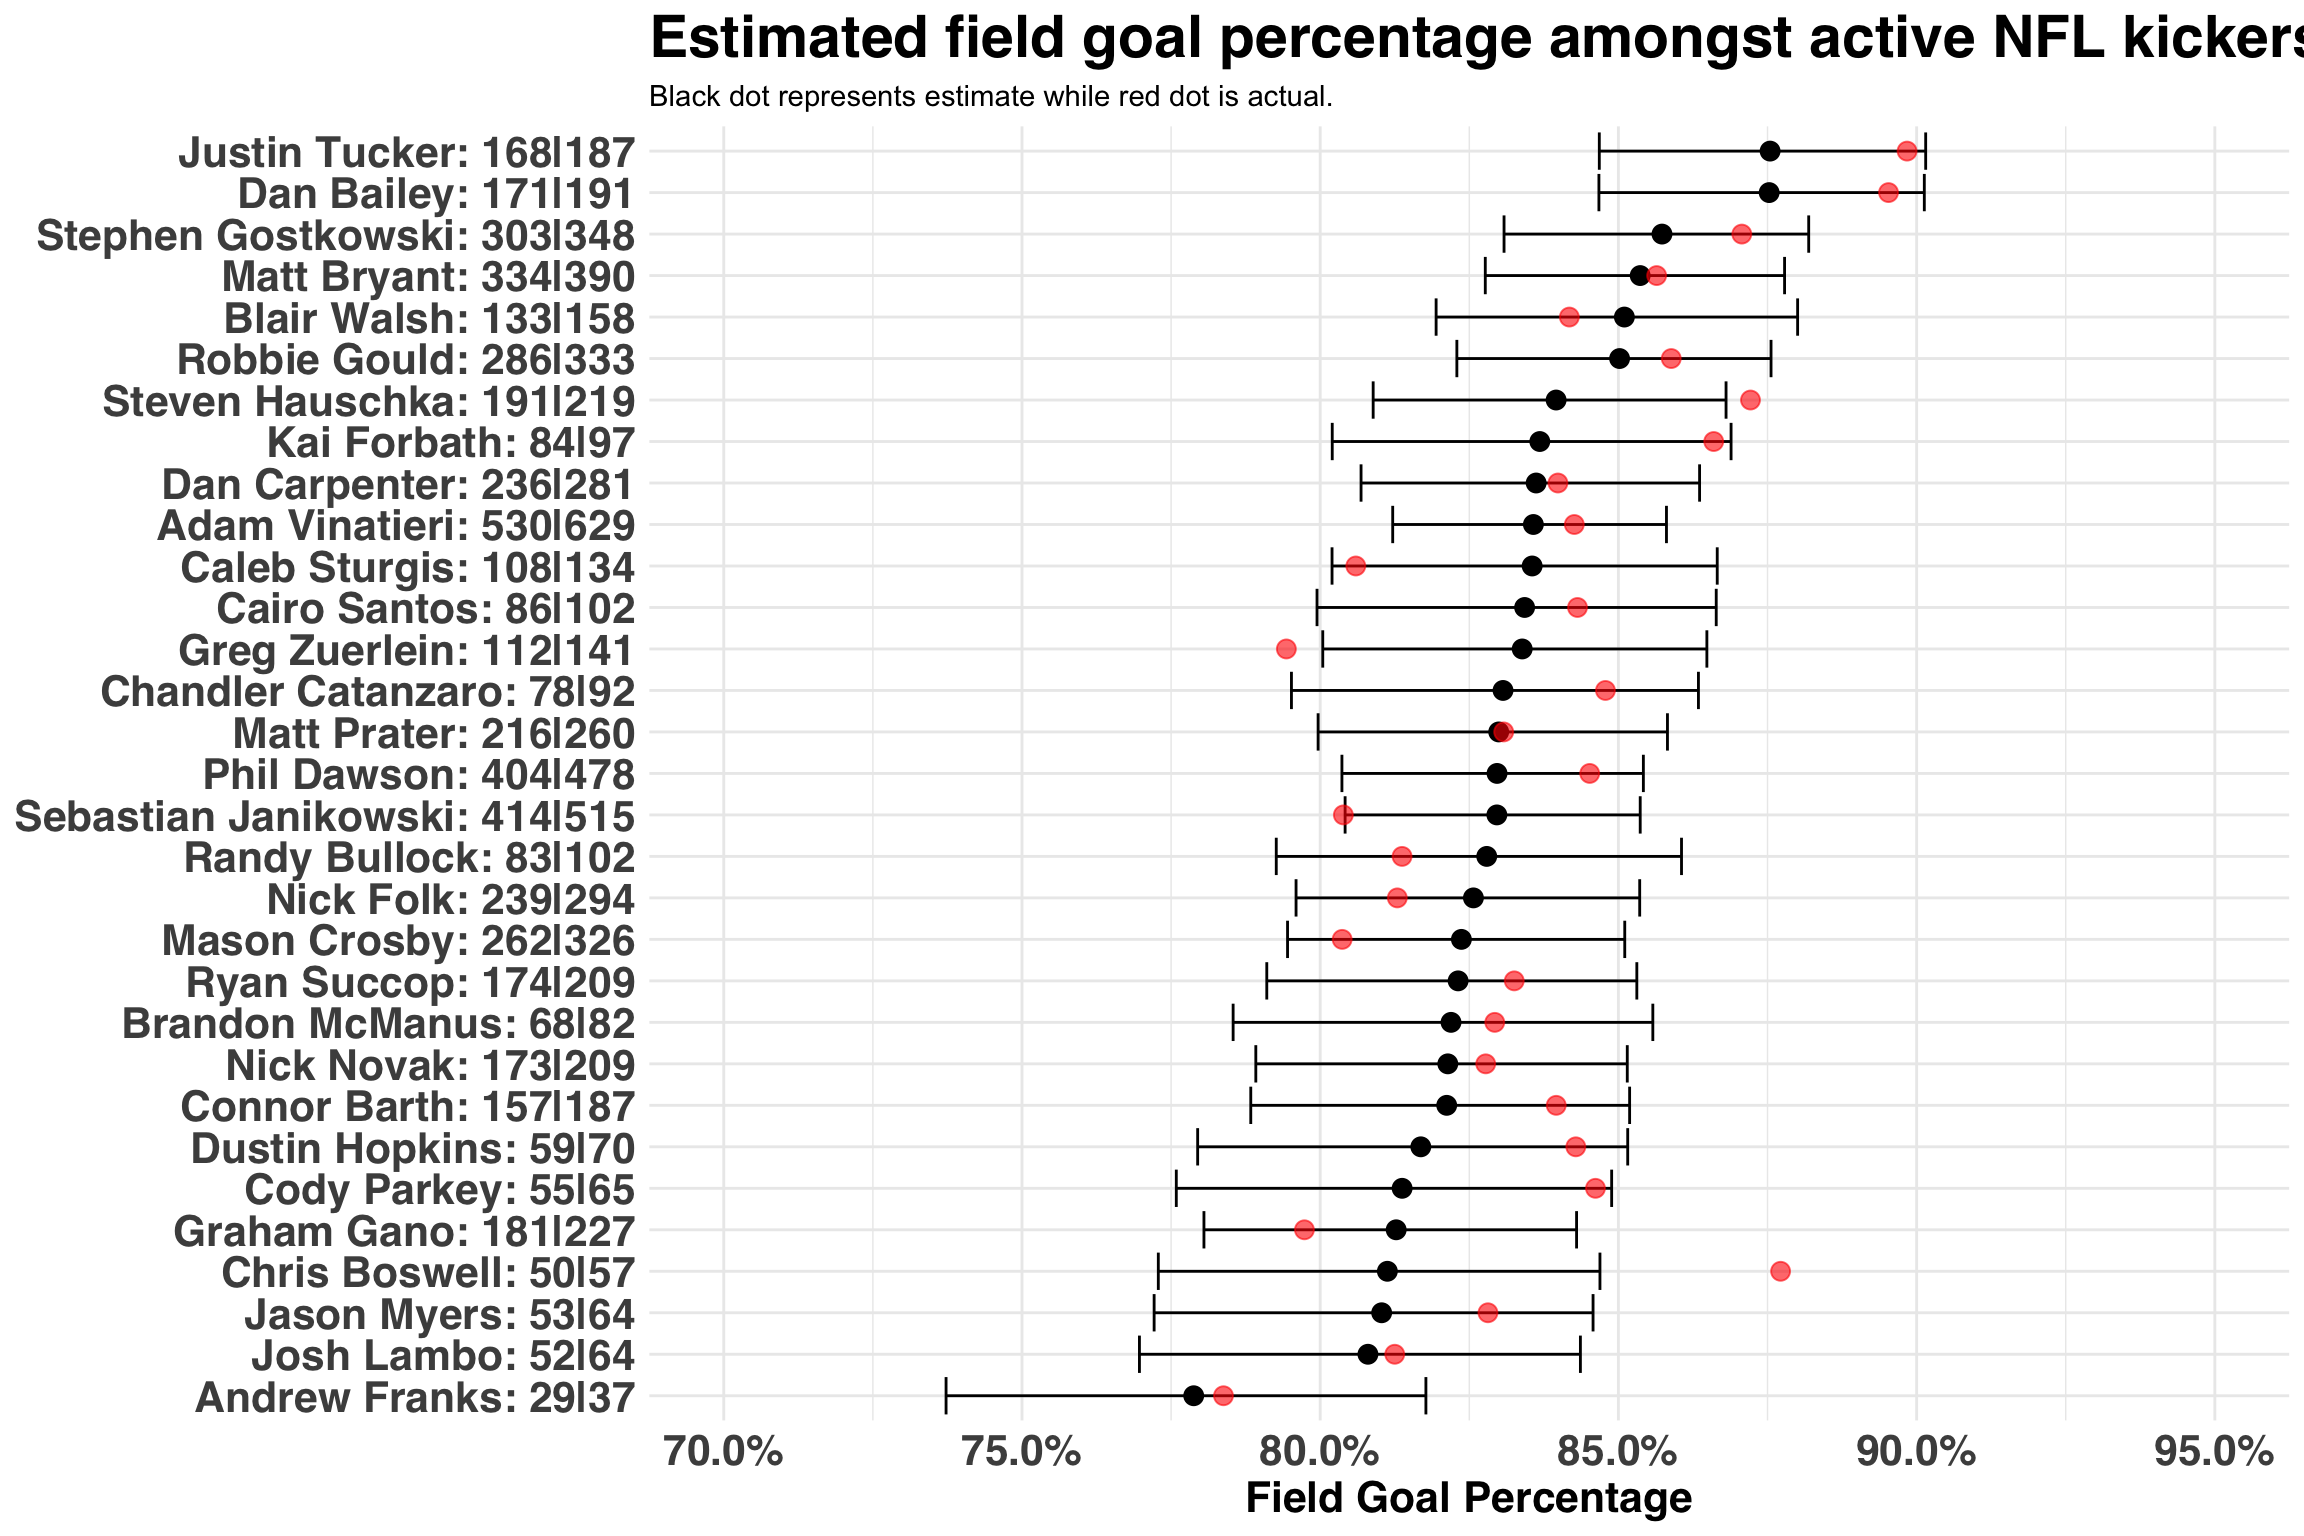 Estimated field goal percentage amongst active NFL kickers
Black dot represents estimate while red dot is actual.
Justin Tucker: 168|187
Dan Bailey: 171|191
Stephen Gostkowski: 303|348
Matt Bryant: 334|390
Blair Walsh: 133|158
Robbie Gould: 286|333
Steven Hauschka: 191|219
Kai Forbath: 84|97
Dan Carpenter: 236|281
Adam Vinatieri: 530|629
Caleb Sturgis: 108|134
Cairo Santos: 86|102
Greg Zuerlein: 112|141
Chandler Catanzaro: 78|92
Matt Prater: 216|260
Phil Dawson: 404|478
Sebastian Janikowski: 414|515
Randy Bullock: 83|102
Nick Folk: 239|294
Mason Crosby: 262|326
Ryan Succop: 174|209
Brandon McManus: 68|82
Nick Novak: 173|209
Connor Barth: 157|187
Dustin Hopkins: 59|70
Cody Parkey: 55|65
Graham Gano: 181|227
Chris Boswell: 50|57
Jason Myers: 53|64
Josh Lambo: 52|64
Andrew Franks: 29|37
70.0% 75.0% 80.0% 85.0% 90.0% 95.0%
Field Goal Percentage